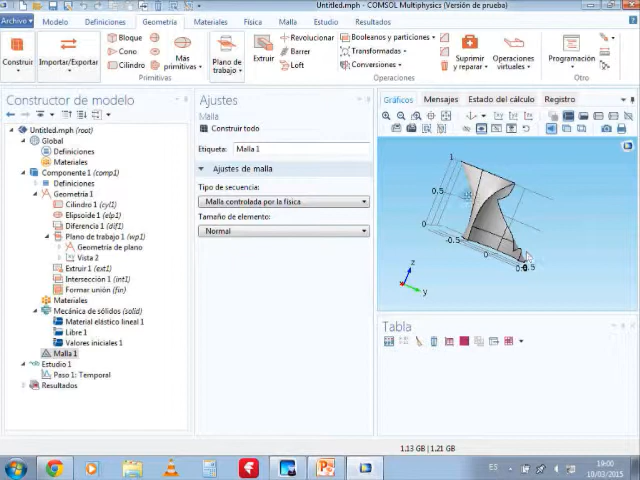 Untitled.mph - COMSOL Multiphysics (Versión de prueba)
Archivo Modelo Definiciones Geometría Materiales Física Malla Estudio Resultados
Construir
Importar/Exportar
Bloque
Cono
Cilindro
Más primitivas
Primitivas
Plano de trabajo
Extruir
Revolucionar
Barrer
Loft
Booleanos y particiones
Transformadas
Conversiones
Operaciones
Suprimir y reparar
Operaciones virtuales
Programación
Otro
Constructor de modelo
Untitled.mph (root)
Global
Definiciones
Materiales
Componente 1 (comp1)
Definiciones
Geometría 1
Cilindro 1 (cyl1)
Elipsoide 1 (elp1)
Diferencia 1 (dif1)
Plano de trabajo 1 (wp1)
Geometría de plano
Vista 2
Extruir 1 (ext1)
Intersección 1 (int1)
Formar unión (fin)
Materiales
Mecánica de sólidos (solid)
Material elástico lineal 1
Libre 1
Valores iniciales 1
Malla 1
Estudio 1
Paso 1: Temporal
Resultados
Ajustes
Malla
Construir todo
Etiqueta: Malla 1
Ajustes de malla
Tipo de secuencia:
Malla controlada por la física
Tamaño de elemento:
Normal
Gráficos Mensajes Estado del cálculo Registro
1
0.5
0
-0.5
0
z
y
Tabla
1.13 GB | 1.21 GB
ES
19:00
10/03/2015